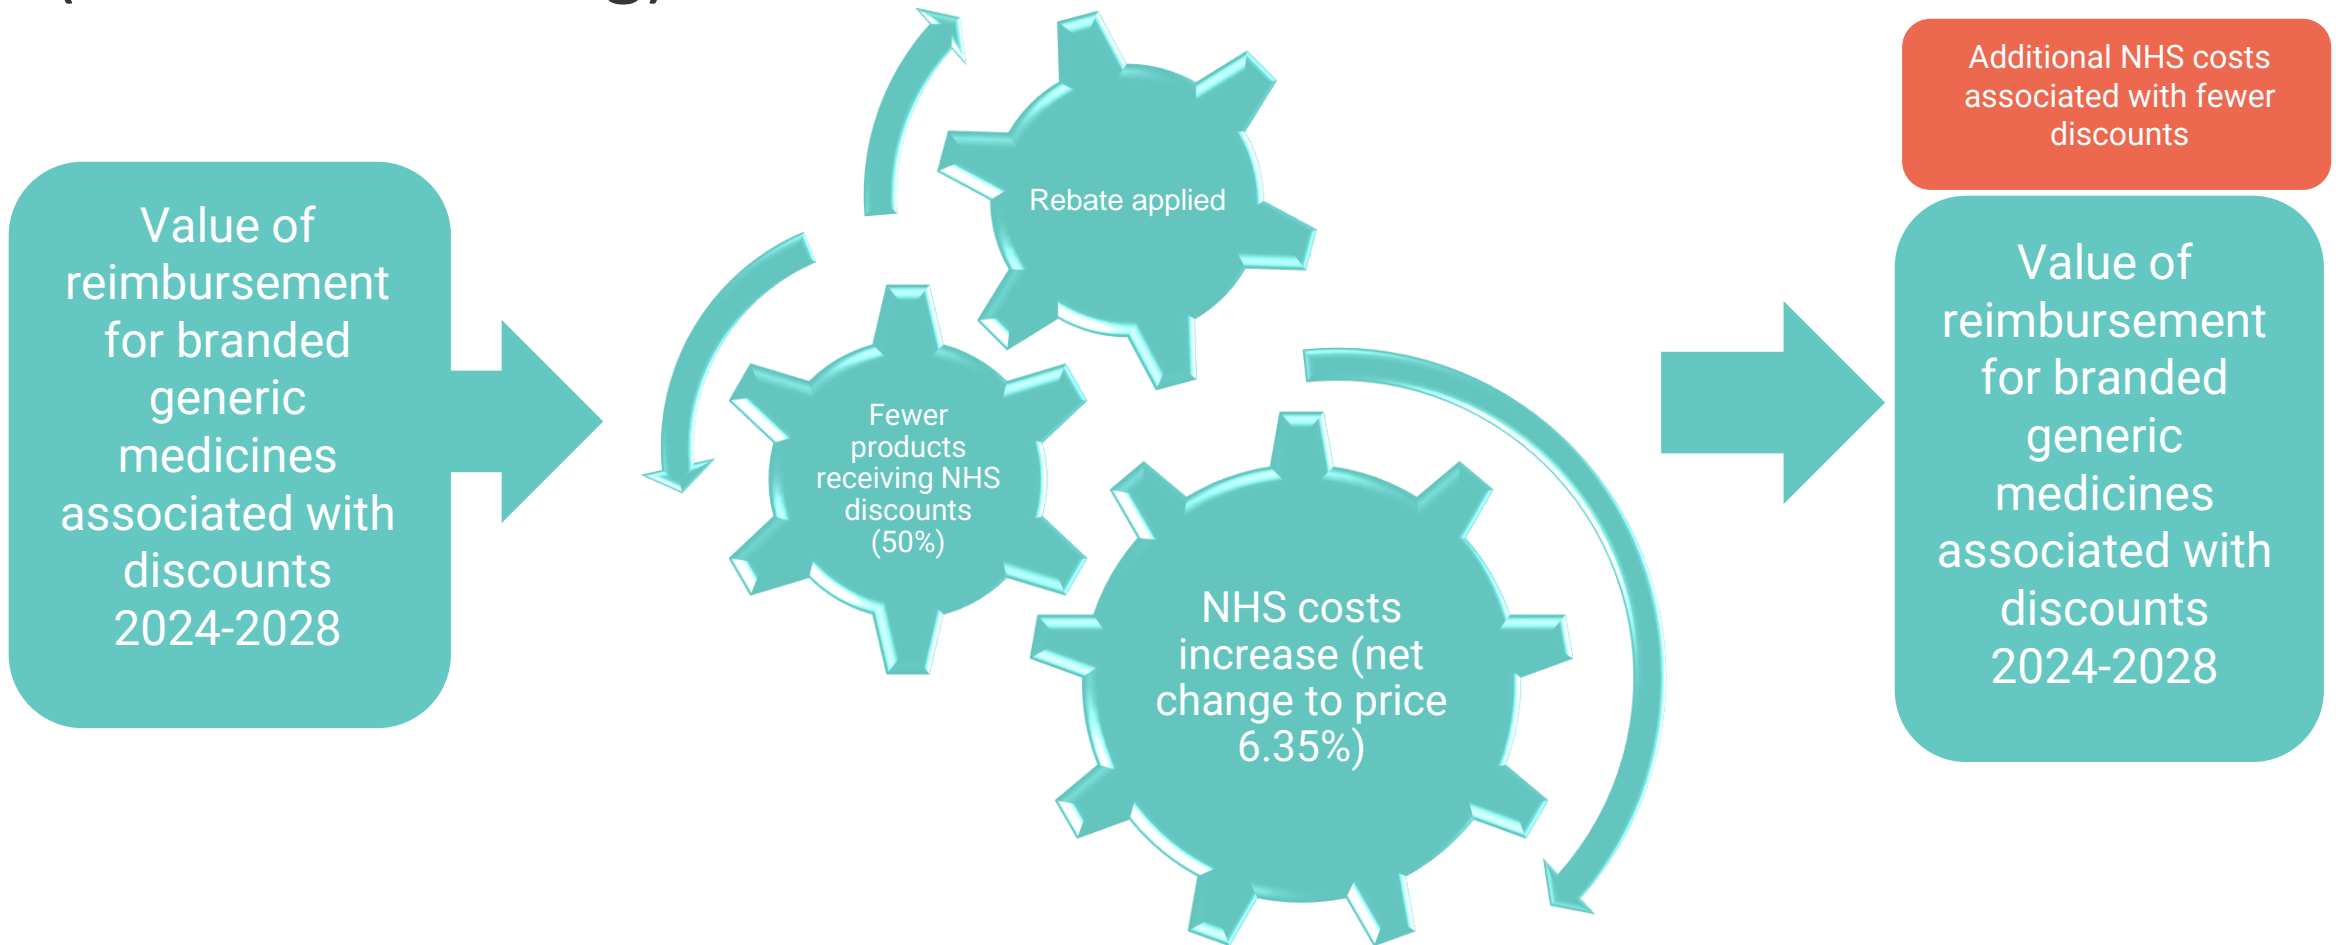 Value of
reimbursement
for branded
generic
medicines
associated with
discounts
2024-2028
Rebate applied
Fewer
products
receiving NHS
discounts
(50%)
NHS costs
increase (net
change to price
6.35%)
Additional NHS costs
associated with fewer
discounts
Value of
reimbursement
for branded
generic
medicines
associated with
discounts
2024-2028